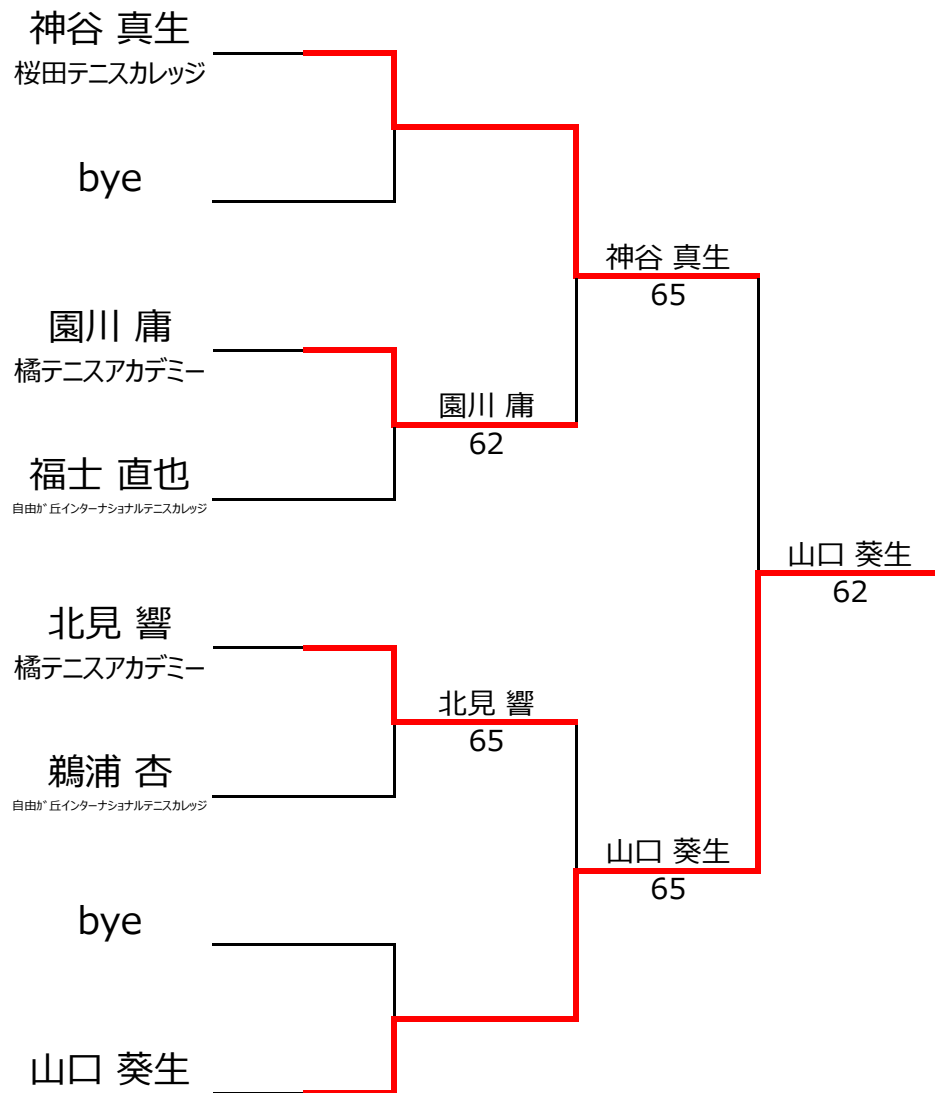 神谷 真生
桜田テニスカレッジ
bye
神谷 真生
65
園川 庸
橘テニスアカデミー
園川 庸
62
福士 直也
自由ｶﾞ丘インターナショナルテニスカレッジ
山口 葵生
62
北見 響
橘テニスアカデミー
北見 響
65
鵜浦 杏
自由ｶﾞ丘インターナショナルテニスカレッジ
山口 葵生
65
bye
山口 葵生